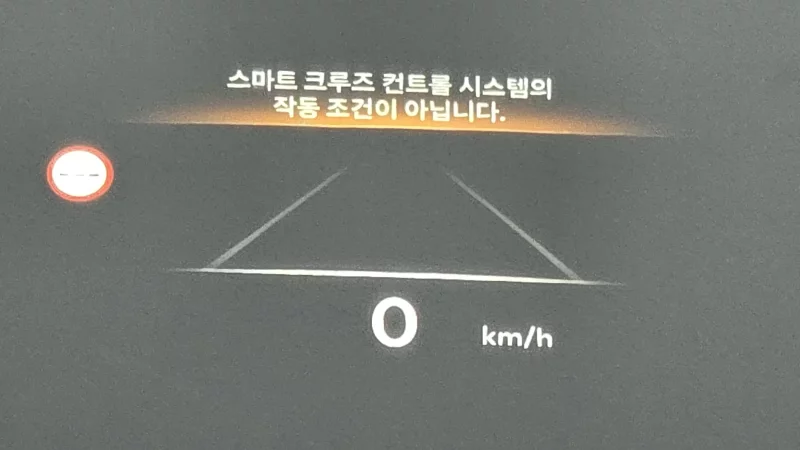 스마트 크루즈 컨트롤 시스템의
작동 조건이 아닙니다.
---
0 km/h